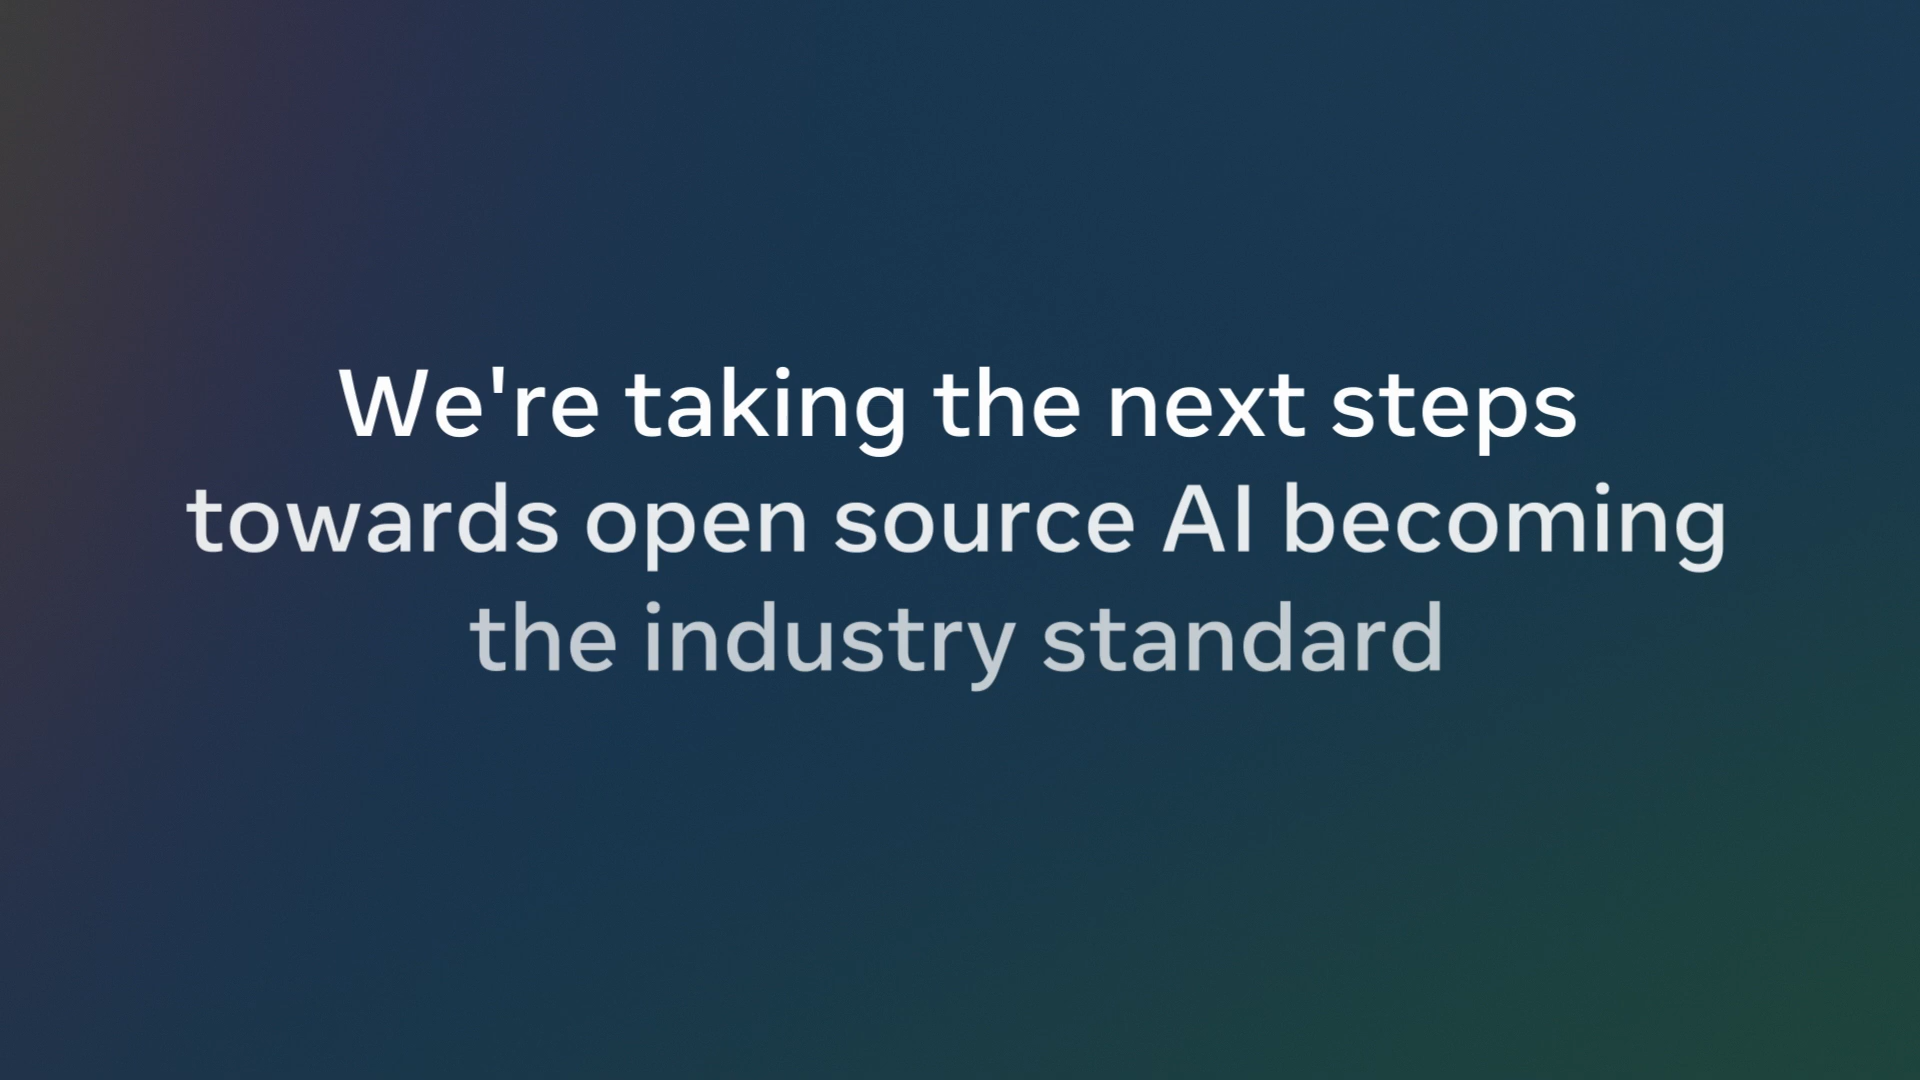 We're taking the next steps
towards open source AI becoming
the industry standard